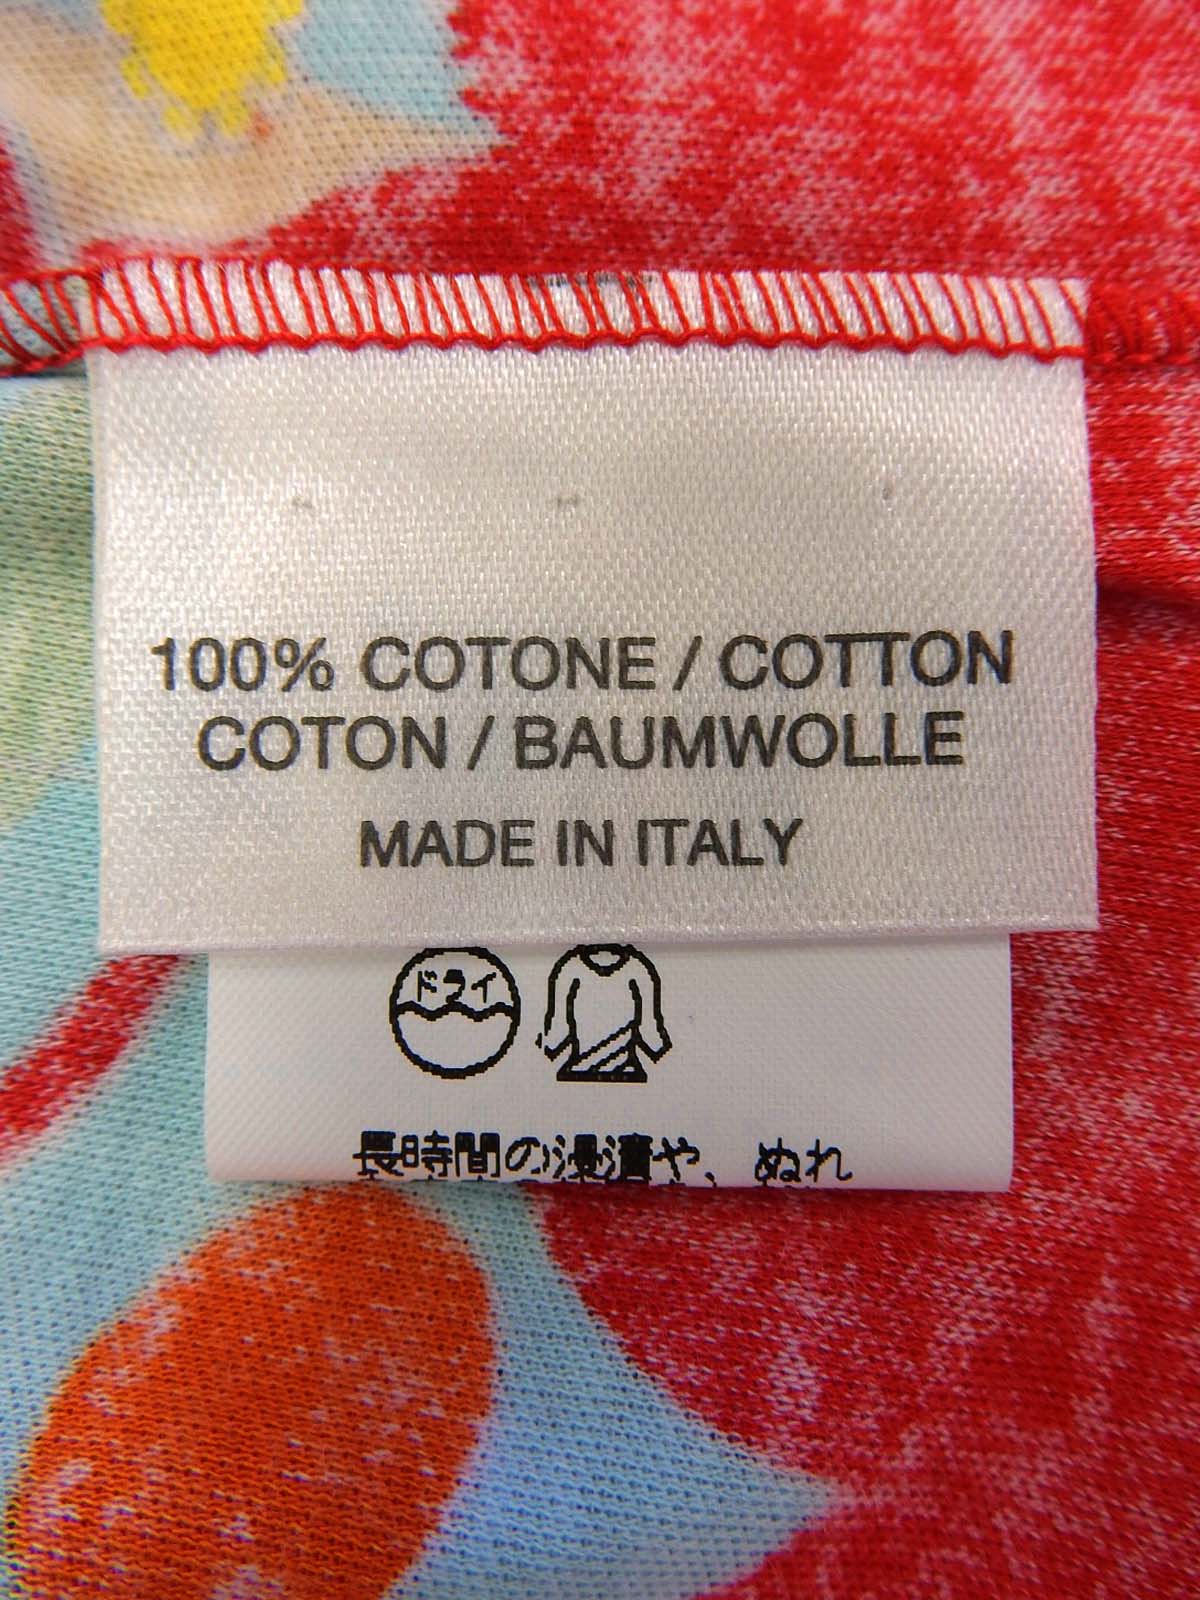 100% COTONE / COTTON
COTON / BAUMWOLLE
MADE IN ITALY
ドライ
長時間の浸漬や、ぬれ